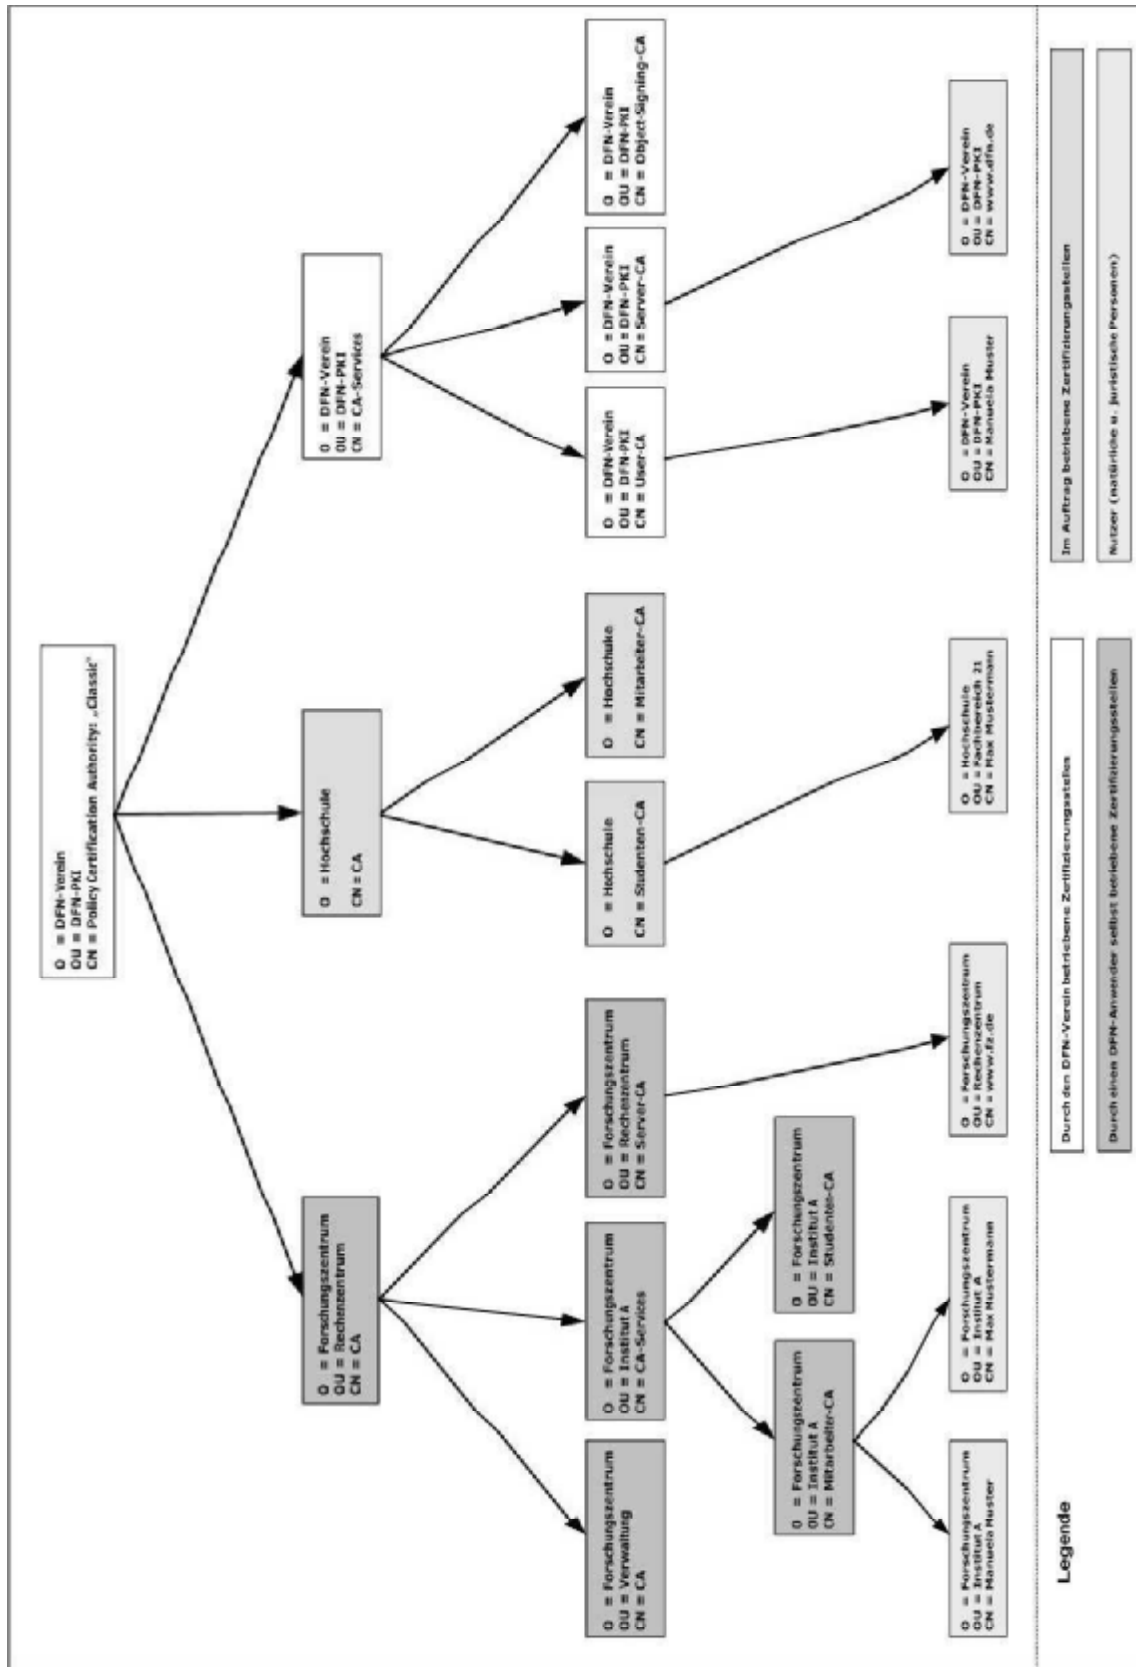 O = DFN-Verein
OU = DFN-PKI
CN = Policy Certification Authority: „Classic"
O = Forschungszentrum
OU = Rechenzentrum
CN = CA
O = Hochschule
CN = CA
O = DFN-Verein
OU = DFN-PKI
CN = CA-Services
O = Forschungszentrum
OU = Verwaltung
CN = CA
O = Forschungszentrum
OU = Institut A
CN = CA-Services
O = Forschungszentrum
OU = Rechenzentrum
CN = Server-CA
O = Hochschule
CN = Studenten-CA
O = Hochschule
CN = Mitarbeiter-CA
O = DFN-Verein
OU = DFN-PKI
CN = User-CA
O = DFN-Verein
OU = DFN-PKI
CN = Server-CA
O = DFN-Verein
OU = DFN-PKI
CN = Object-Signing-CA
O = Forschungszentrum
OU = Institut A
CN = Mitarbeiter-CA
O = Forschungszentrum
OU = Institut A
CN = Studenten-CA
O = Forschungszentrum
OU = Institut A
CN = Manuela Muster
O = Forschungszentrum
OU = Institut A
CN = Max Mustermann
O = Forschungszentrum
OU = Rechenzentrum
CN = www.fz.de
O = Hochschule
OU = Fachbereich 21
CN = Max Mustermann
O = DFN-Verein
OU = DFN-PKI
CN = Manuela Muster
O = DFN-Verein
OU = DFN-PKI
CN = www.dfn.de
Legende
Durch den DFN-Verein betriebene Zertifizierungsstellen
Im Auftrag betriebene Zertifizierungsstellen
Durch einen DFN-Anwender selbst betriebene Zertifizierungsstellen
Nutzer (natürliche u. juristische Personen)